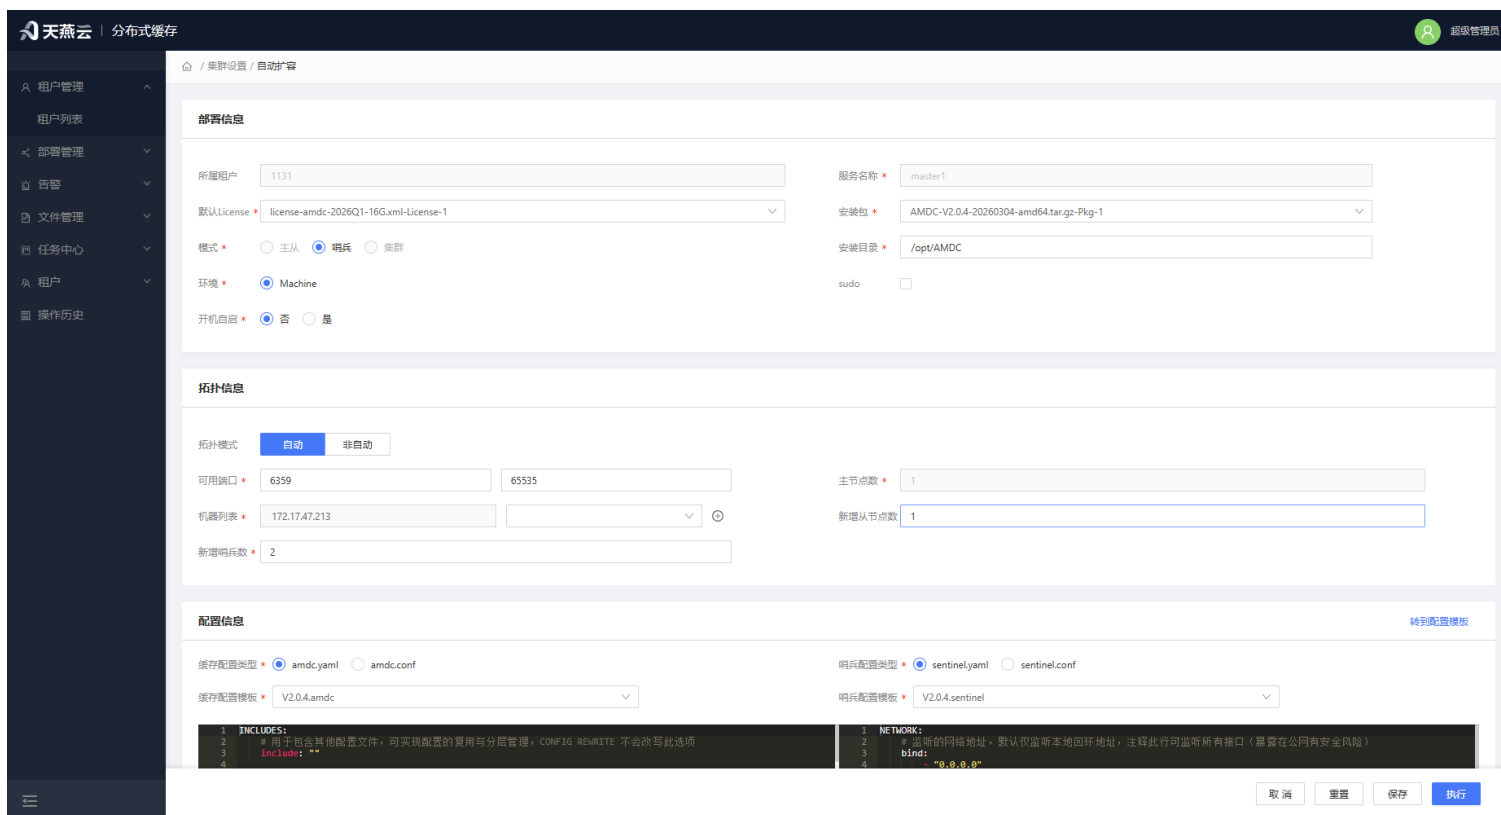 天燕云 | 分布式缓存
超级管理员
租户管理
租户列表
部署管理
告警
文件管理
任务中心
租户
操作历史
/ 集群设置 / 自动扩容
部署信息
所属租户 1131
服务名称 * master1
默认License * license-amdc-2026Q1-16G.xml-License-1
安装包 * AMDC-V2.0.4-20260304-amd64.tar.gz-Pkg-1
模式 * 主从 哨兵 集群
安装目录 * /opt/AMDC
环境 * Machine
sudo
开机自启 * 否 是
拓扑信息
拓扑模式 自动 非自动
可用端口 * 6359 65535
主节点数 * 1
机器列表 * 172.17.47.213
新增从节点数 1
新增哨兵数 * 2
配置信息
转到配置模板
缓存配置类型 * amdc.yaml amdc.conf
哨兵配置类型 * sentinel.yaml sentinel.conf
缓存配置模板 * V2.0.4.amdc
哨兵配置模板 * V2.0.4.sentinel
1 INCLUDES:
2 # 用于包含其他配置文件，可实现配置的复用与分层管理，CONFIG REWRITE 不会改写此选项
3 include: ""
4
1 NETWORK:
2 # 监听的网络地址，默认仅监听本地回环地址，注释此行可监听所有接口（暴露在公网有安全风险）
3 bind:
4 - "0.0.0.0"
取 消 重置 保存 执行